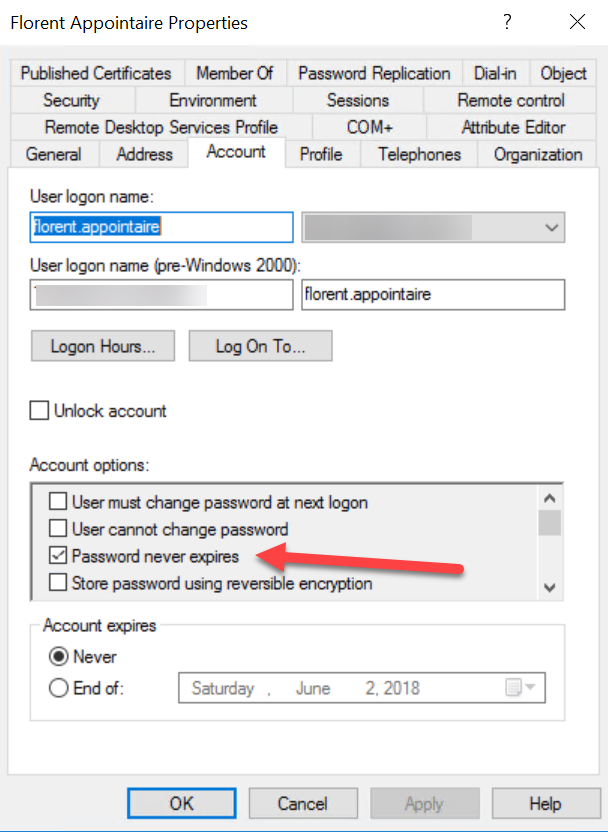 Florent Appointaire Properties ?
Published Certificates Member Of Password Replication Dial-in Object
Security Environment Sessions Remote control
Remote Desktop Services Profile COM+ Attribute Editor
General Address Account Profile Telephones Organization
User logon name:
florent.appointaire
User logon name (pre-Windows 2000):
florent.appointaire
Logon Hours... Log On To...
Unlock account
Account options:
User must change password at next logon
User cannot change password
Password never expires
Store password using reversible encryption
Account expires
Never
End of: Saturday , June 2, 2018
OK Cancel Apply Help